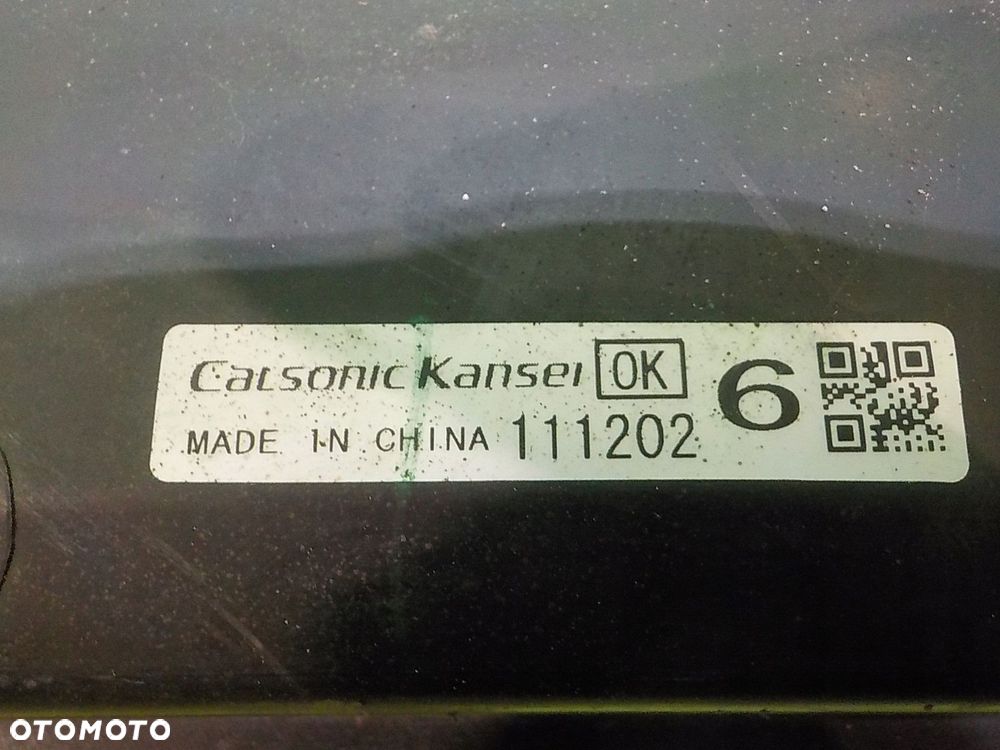 Calsonic Kansei OK 6
MADE IN CHINA 111202
OTOMOTO